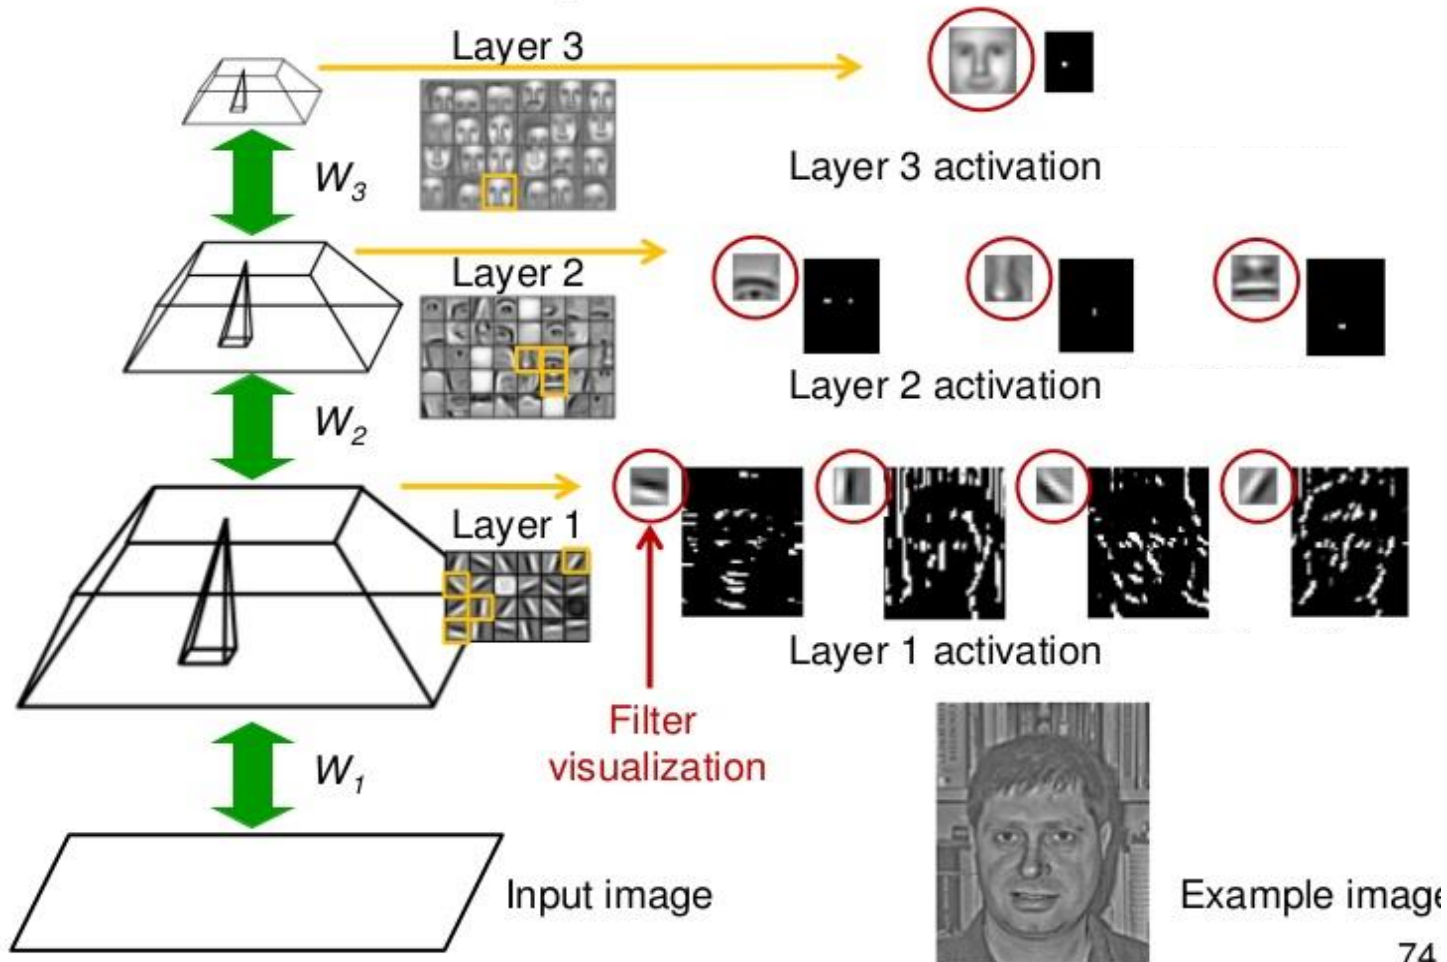 Layer 3
W3
Layer 3 activation
Layer 2
W2
Layer 2 activation
Layer 1
Layer 1 activation
Filter
visualization
W1
Input image
Example image
74